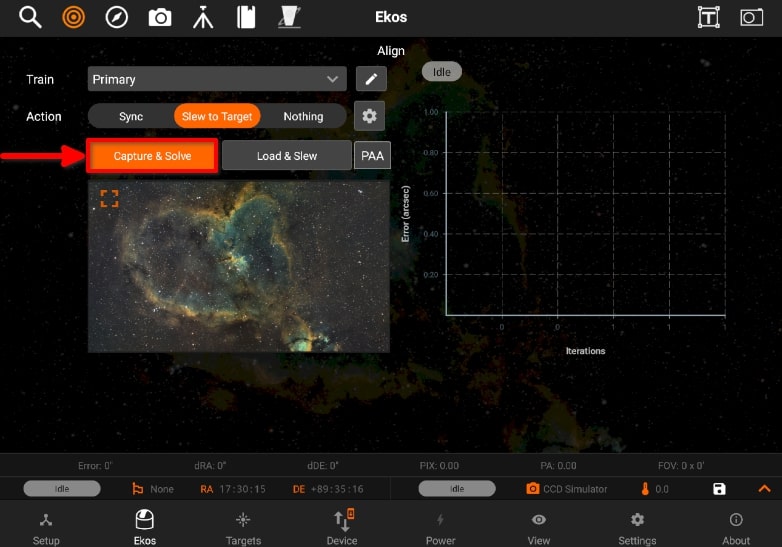 Ekos
T
Align
Train
Primary
Idle
Action
Sync
Slew to Target
Nothing
Capture & Solve
Load & Slew
PAA
1.00
0.80
0.60
0.40
0.20
Error (arcsec)
0 0 1 1 1
Iterations
Error: 0" dRA: 0" dDE: 0" PIX: 0.00 PA: 0.00 FOV: 0 x 0'
Idle None RA 17:30:15 DE +89:35:16 Idle CCD Simulator 0.0
Setup Ekos Targets Device Power View Settings About